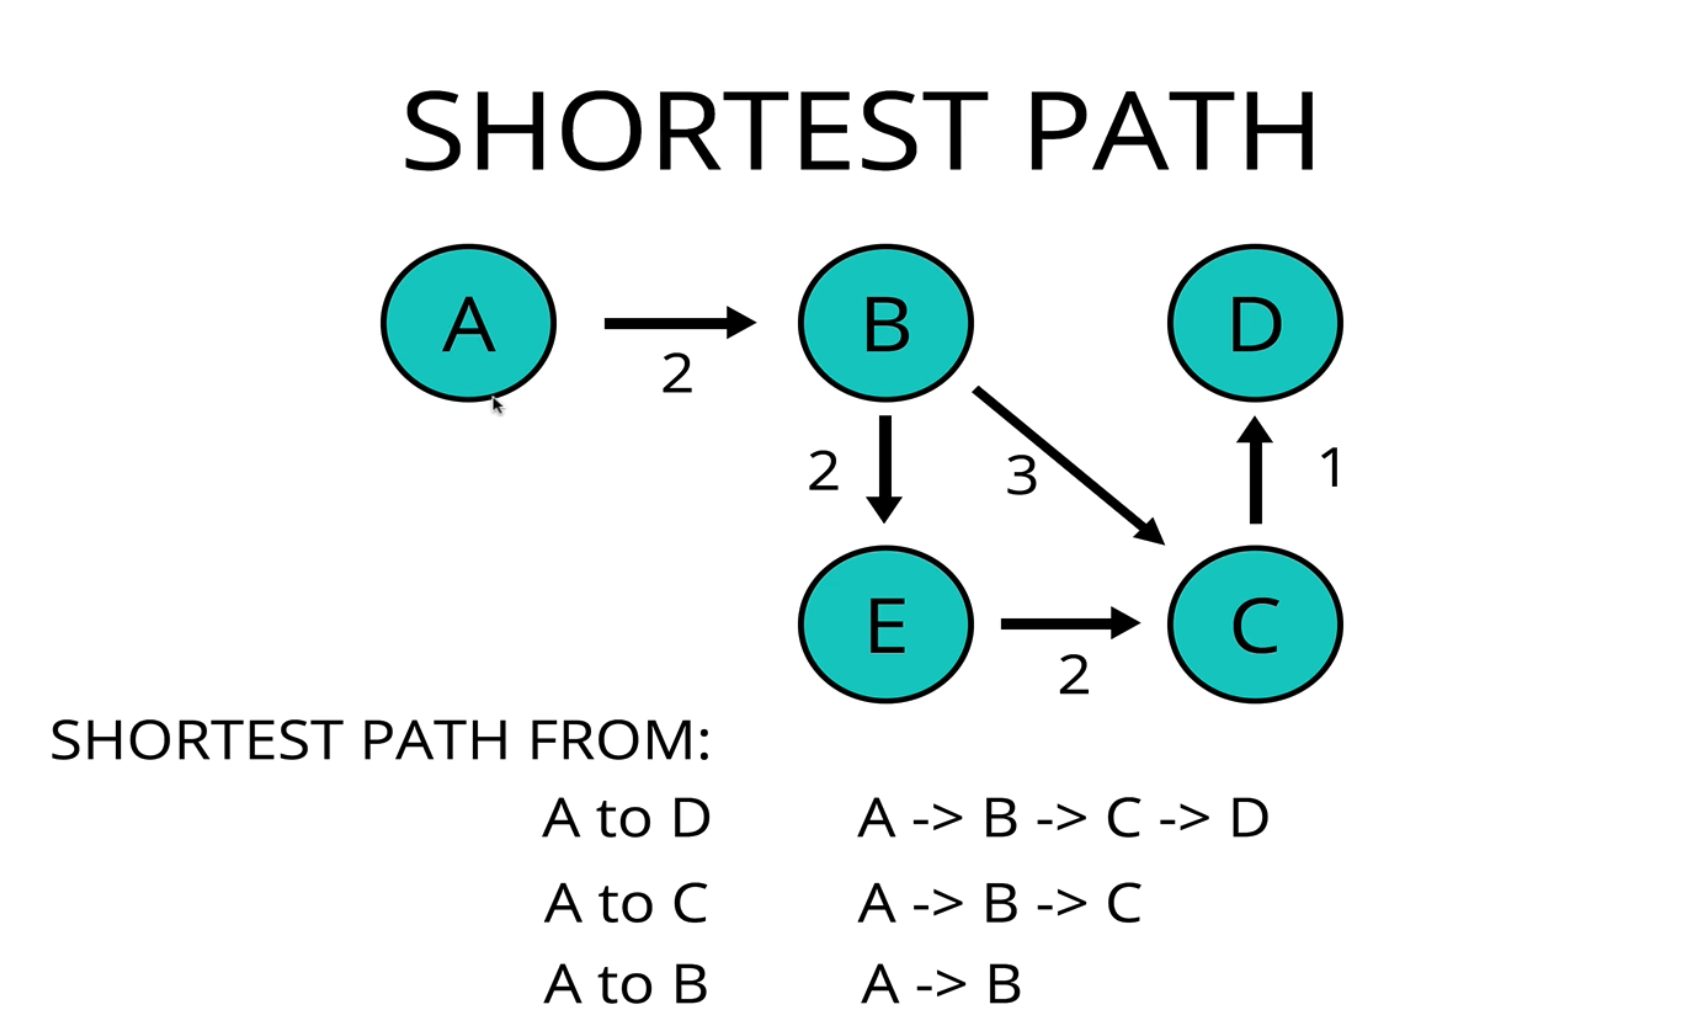 SHORTEST PATH
A
B
D
2
2
3
1
E
C
2
SHORTEST PATH FROM:
A to D A -> B -> C -> D
A to C A -> B -> C
A to B A -> B